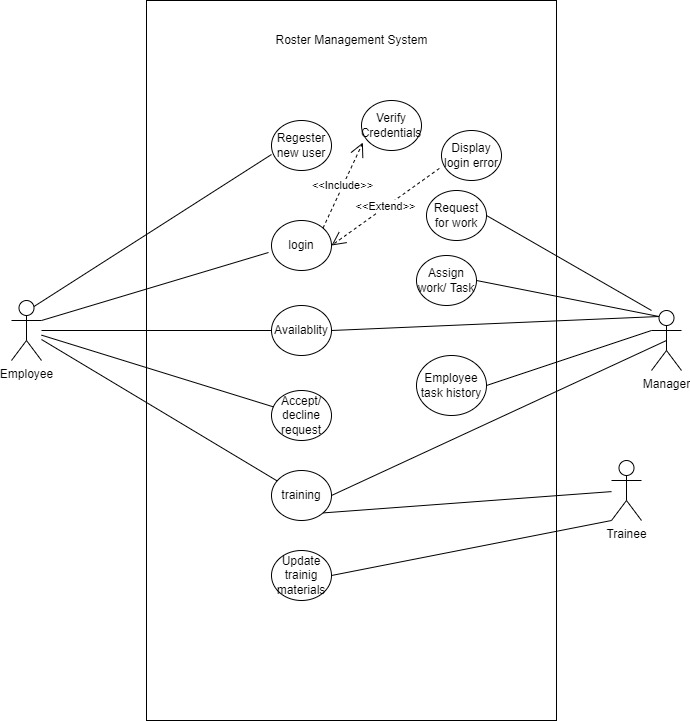 Roster Management System
Verify
Credentials
Regester
new user
Display
login error
<<Include>>
<<Extend>>
Request
for work
login
Assign
work/ Task
Availablity
Employee
Manager
Employee
task history
Accept/
decline
request
training
Trainee
Update
trainig
materials